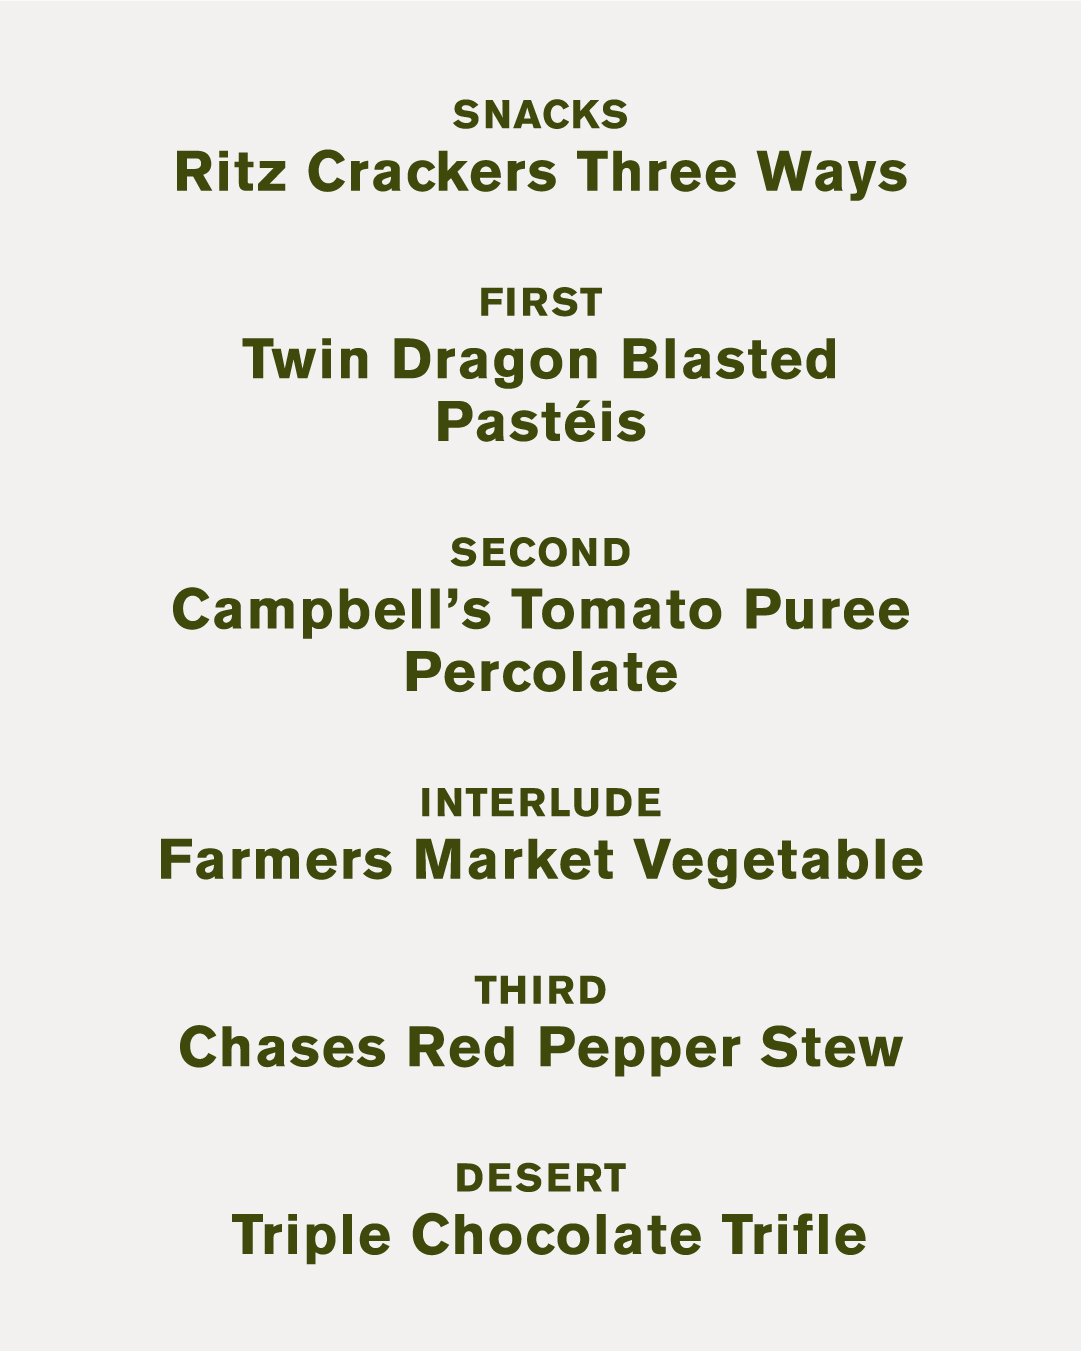 SNACKS
Ritz Crackers Three Ways
FIRST
Twin Dragon Blasted
Pastéis
SECOND
Campbell’s Tomato Puree
Percolate
INTERLUDE
Farmers Market Vegetable
THIRD
Chases Red Pepper Stew
DESERT
Triple Chocolate Trifle